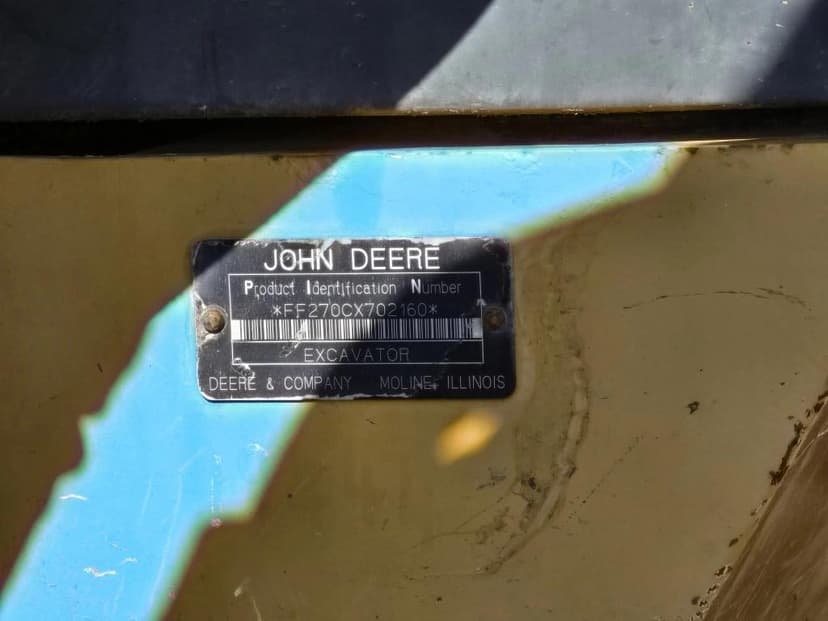 JOHN DEERE
Product Identification Number
*FF270CX702160*
EXCAVATOR
DEERE & COMPANY MOLINE, ILLINOIS